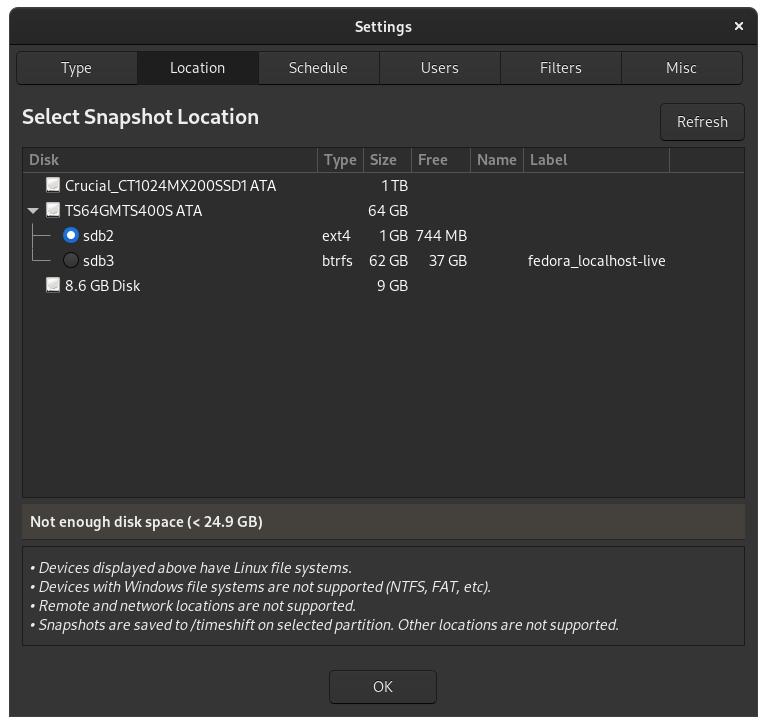 Settings
×
Type Location Schedule Users Filters Misc
Select Snapshot Location
Refresh
Disk Type Size Free Name Label
Crucial_CT1024MX200SSD1 ATA 1 TB
TS64GMTS400S ATA 64 GB
sdb2 ext4 1 GB 744 MB
sdb3 btrfs 62 GB 37 GB fedora_localhost-live
8.6 GB Disk 9 GB
Not enough disk space (< 24.9 GB)
• Devices displayed above have Linux file systems.
• Devices with Windows file systems are not supported (NTFS, FAT, etc).
• Remote and network locations are not supported.
• Snapshots are saved to /timeshift on selected partition. Other locations are not supported.
OK